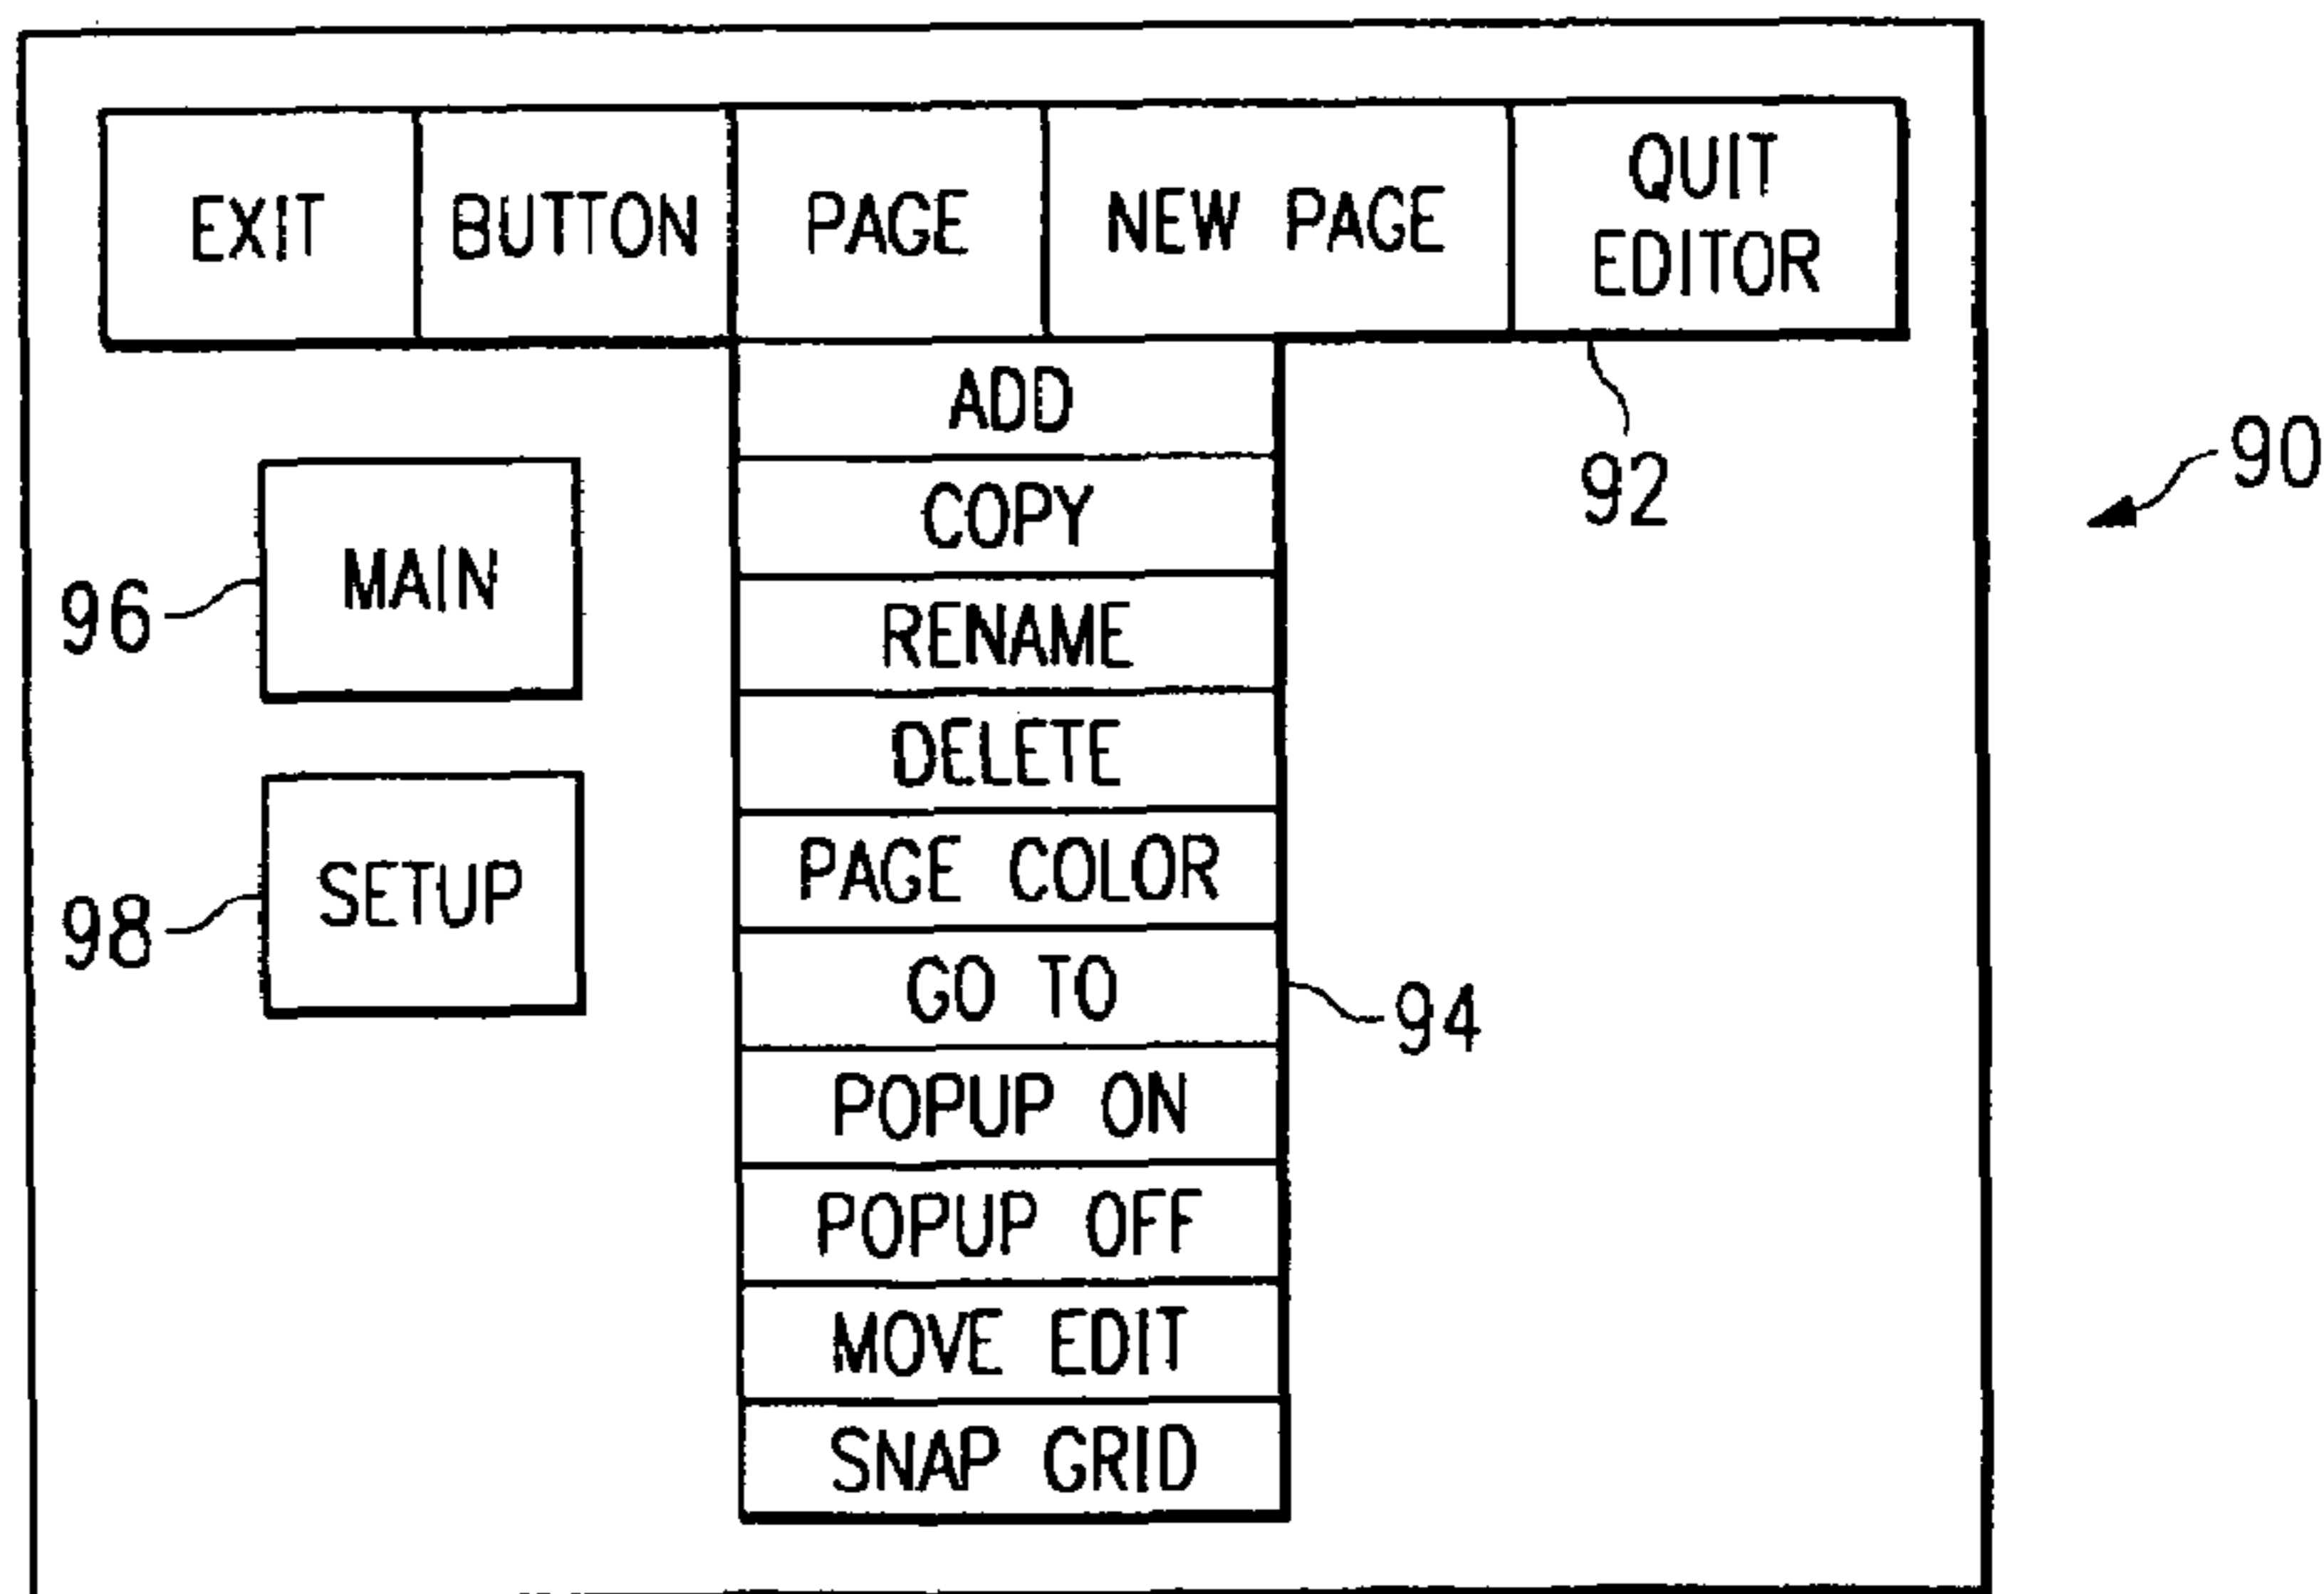 EXIT BUTTON PAGE NEW PAGE QUIT EDITOR
ADD
COPY
RENAME
DELETE
PAGE COLOR
GO TO
POPUP ON
POPUP OFF
MOVE EDIT
SNAP GRID
MAIN
SETUP
92
90
96
98
94